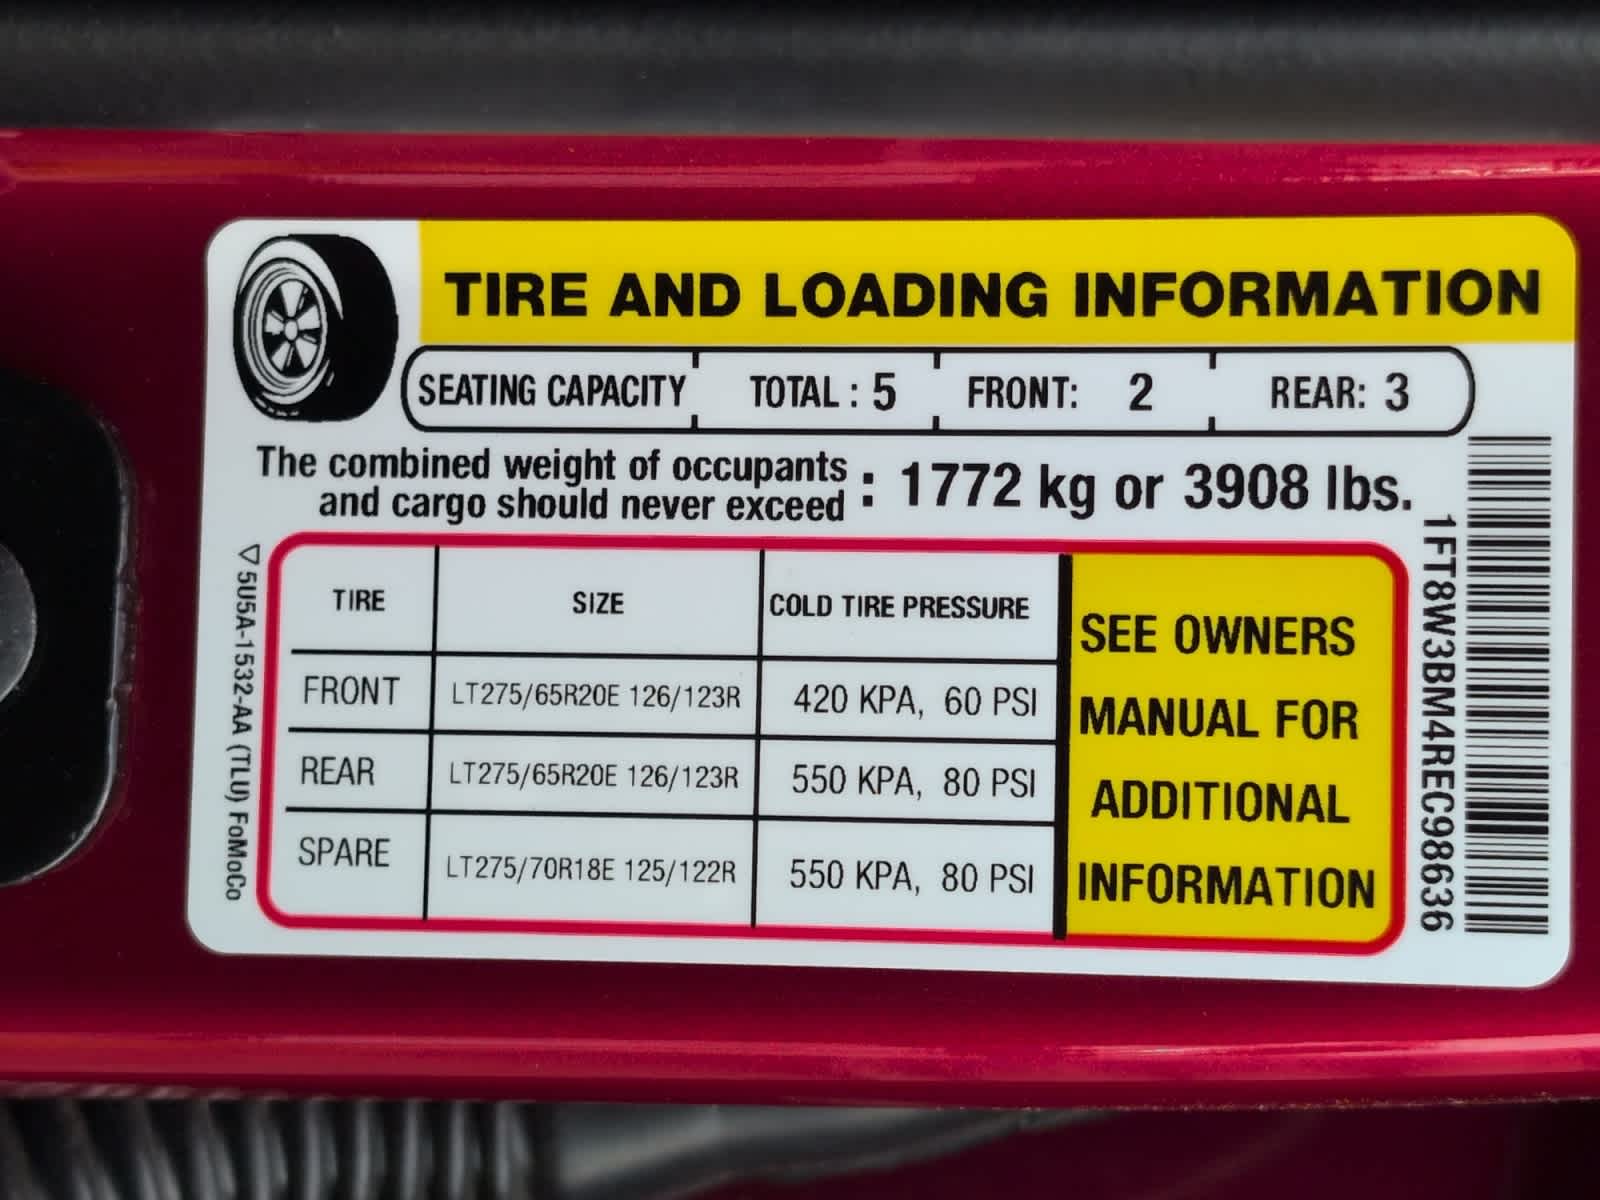 TIRE AND LOADING INFORMATION
SEATING CAPACITY TOTAL : 5 FRONT: 2 REAR: 3
The combined weight of occupants
and cargo should never exceed : 1772 kg or 3908 lbs.
TIRE SIZE COLD TIRE PRESSURE
FRONT LT275/65R20E 126/123R 420 KPA, 60 PSI
REAR LT275/65R20E 126/123R 550 KPA, 80 PSI
SPARE LT275/70R18E 125/122R 550 KPA, 80 PSI
SEE OWNERS
MANUAL FOR
ADDITIONAL
INFORMATION
5U5A-1532-AA (TLU) FoMoCo
1FT8W3BM4REC98636